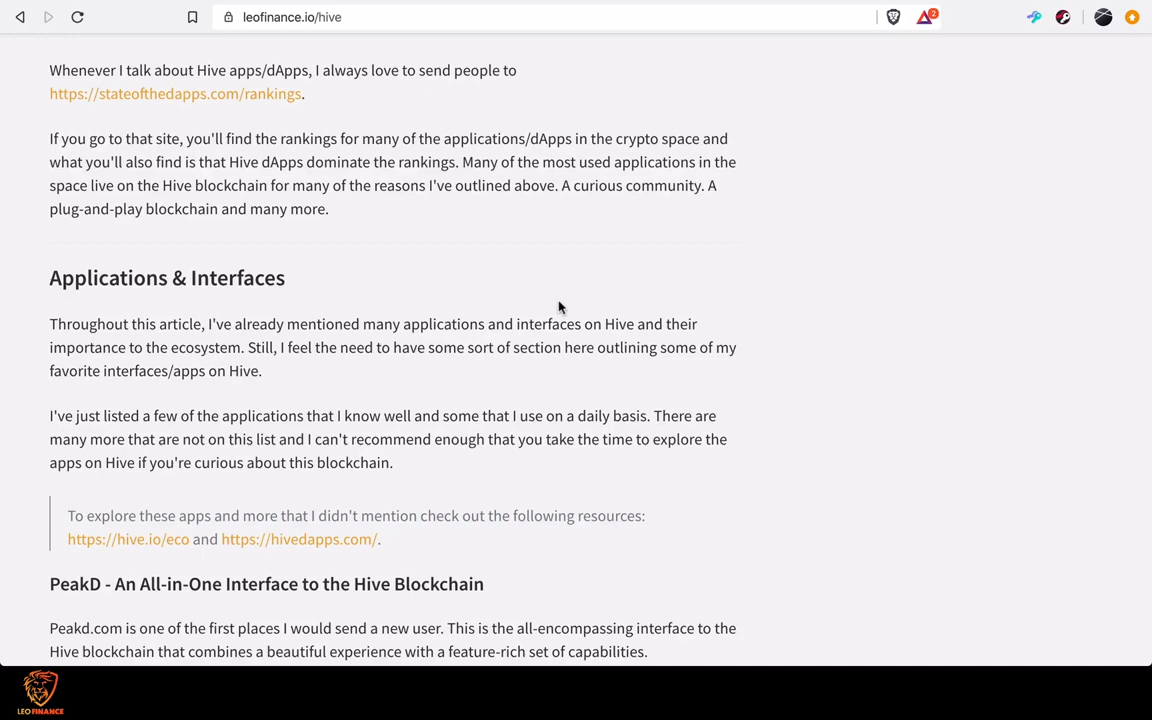 leofinance.io/hive
2
Whenever I talk about Hive apps/dApps, I always love to send people to
https://stateofthedapps.com/rankings.
If you go to that site, you'll find the rankings for many of the applications/dApps in the crypto space and
what you'll also find is that Hive dApps dominate the rankings. Many of the most used applications in the
space live on the Hive blockchain for many of the reasons I've outlined above. A curious community. A
plug-and-play blockchain and many more.
Applications & Interfaces
Throughout this article, I've already mentioned many applications and interfaces on Hive and their
importance to the ecosystem. Still, I feel the need to have some sort of section here outlining some of my
favorite interfaces/apps on Hive.
I've just listed a few of the applications that I know well and some that I use on a daily basis. There are
many more that are not on this list and I can't recommend enough that you take the time to explore the
apps on Hive if you're curious about this blockchain.
To explore these apps and more that I didn't mention check out the following resources:
https://hive.io/eco and https://hivedapps.com/.
PeakD - An All-in-One Interface to the Hive Blockchain
Peakd.com is one of the first places I would send a new user. This is the all-encompassing interface to the
Hive blockchain that combines a beautiful experience with a feature-rich set of capabilities.
LEOFINANCE